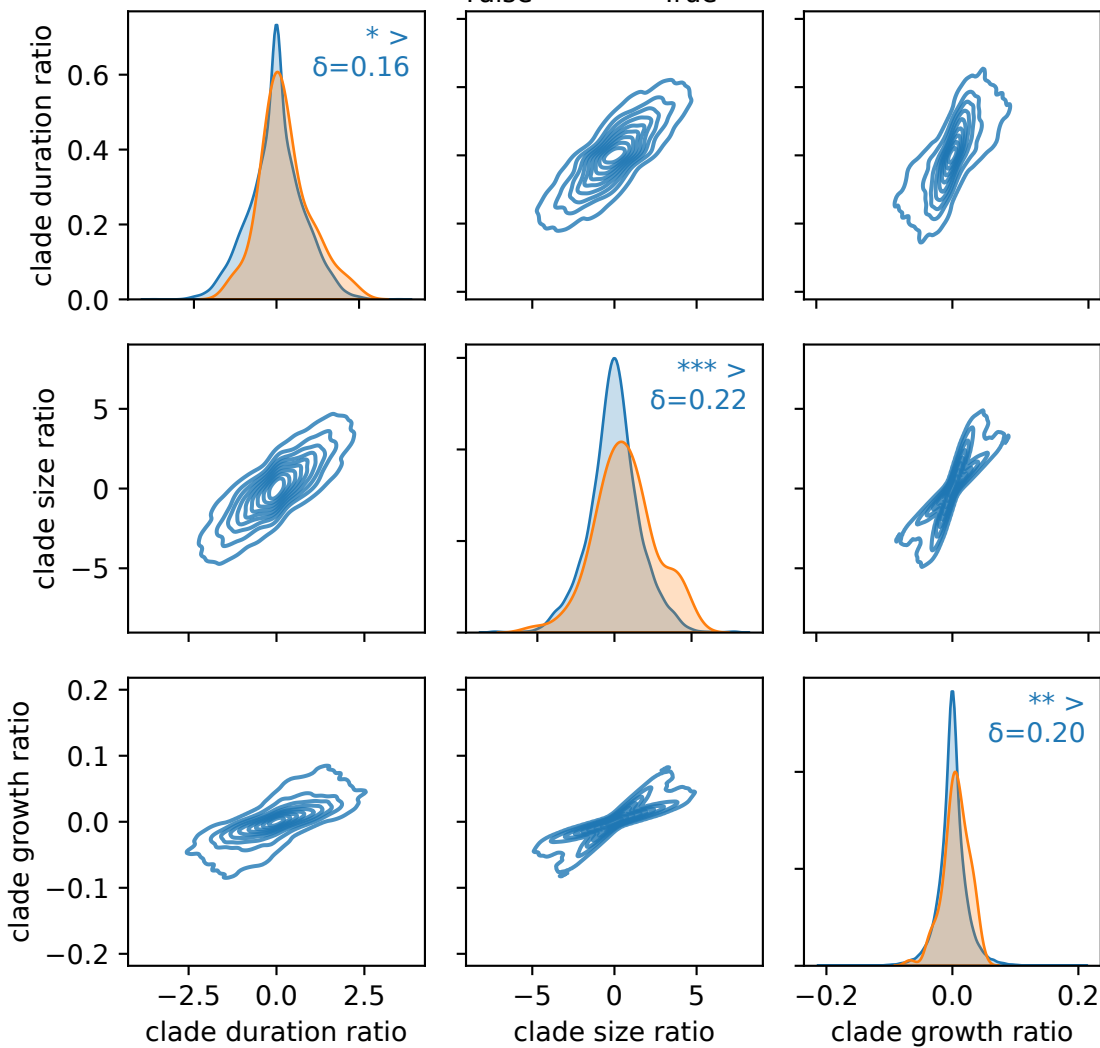 * >
δ=0.16
clade duration ratio
0.6
0.4
0.2
0.0
*** >
δ=0.22
clade size ratio
5
0
−5
** >
δ=0.20
clade growth ratio
0.2
0.1
0.0
−0.1
−0.2
−2.5 0.0 2.5 −5 0 5 −0.2 0.0 0.2
clade duration ratio clade size ratio clade growth ratio